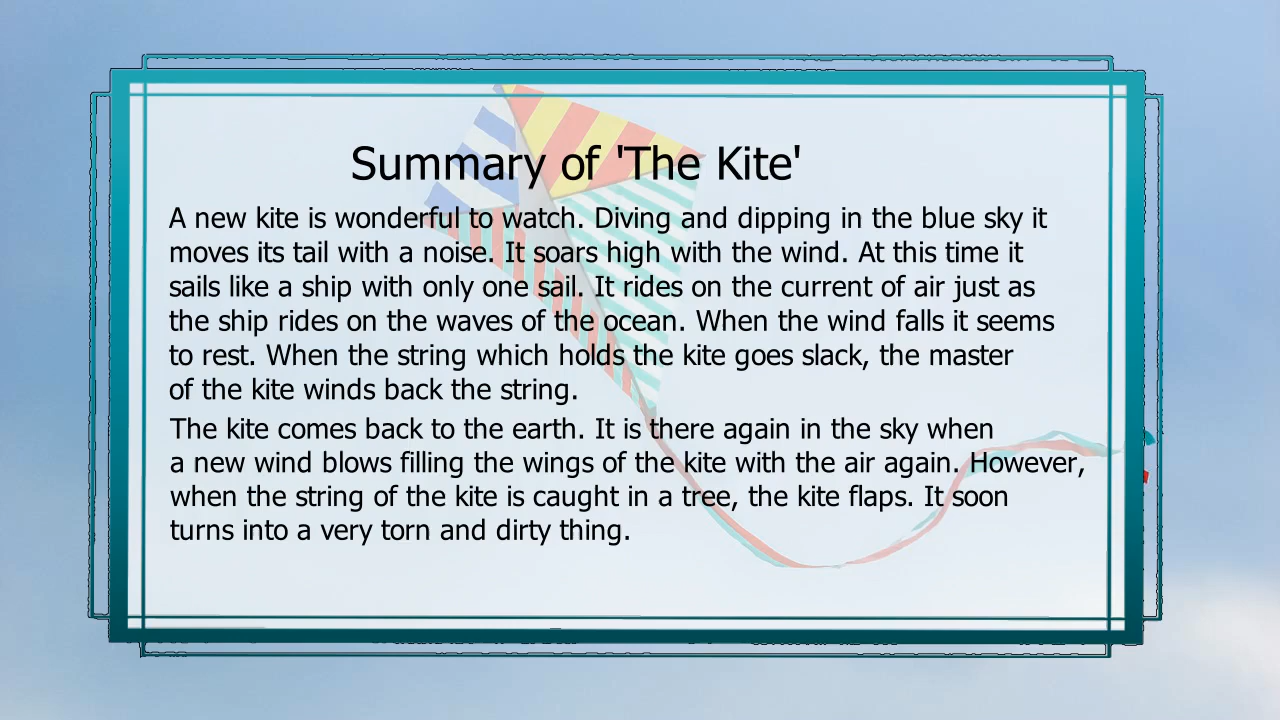 Summary of 'The Kite'
A new kite is wonderful to watch. Diving and dipping in the blue sky it
moves its tail with a noise. It soars high with the wind. At this time it
sails like a ship with only one sail. It rides on the current of air just as
the ship rides on the waves of the ocean. When the wind falls it seems
to rest. When the string which holds the kite goes slack, the master
of the kite winds back the string.
The kite comes back to the earth. It is there again in the sky when
a new wind blows filling the wings of the kite with the air again. However,
when the string of the kite is caught in a tree, the kite flaps. It soon
turns into a very torn and dirty thing.